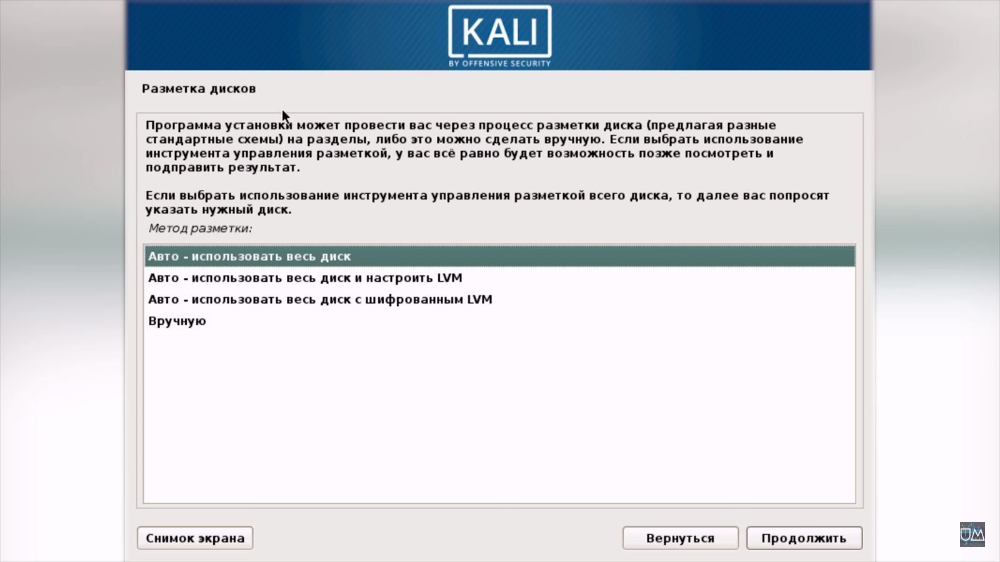 KALI
BY OFFENSIVE SECURITY
Разметка дисков
Программа установки может провести вас через процесс разметки диска (предлагая разные
стандартные схемы) на разделы, либо это можно сделать вручную. Если выбрать использование
инструмента управления разметкой, у вас всё равно будет возможность позже посмотреть и
подправить результат.
Если выбрать использование инструмента управления разметкой всего диска, то далее вас попросят
указать нужный диск.
Метод разметки:
Авто - использовать весь диск
Авто - использовать весь диск и настроить LVM
Авто - использовать весь диск с шифрованным LVM
Вручную
Снимок экрана
Вернуться
Продолжить